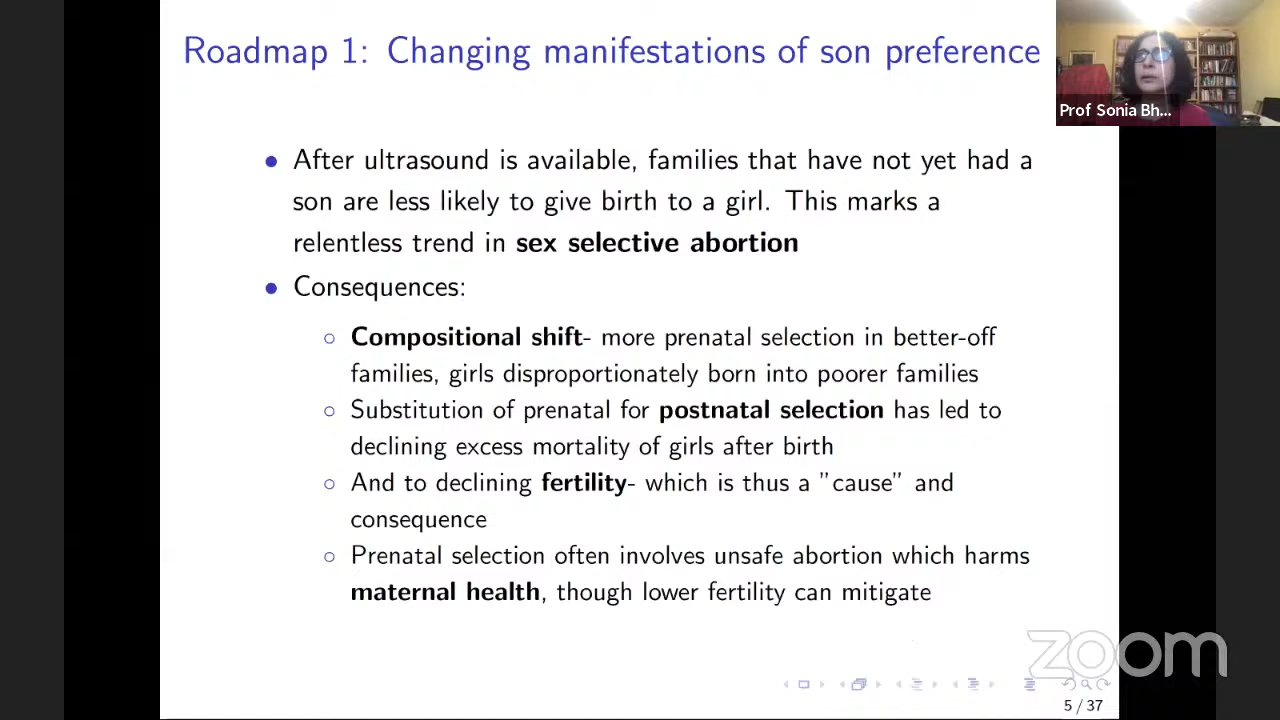 Roadmap 1: Changing manifestations of son preference
Prof Sonia Bh...
• After ultrasound is available, families that have not yet had a
son are less likely to give birth to a girl. This marks a
relentless trend in sex selective abortion
• Consequences:
○ Compositional shift- more prenatal selection in better-off
families, girls disproportionately born into poorer families
○ Substitution of prenatal for postnatal selection has led to
declining excess mortality of girls after birth
○ And to declining fertility- which is thus a ”cause” and
consequence
○ Prenatal selection often involves unsafe abortion which harms
maternal health, though lower fertility can mitigate
zoom
5 / 37